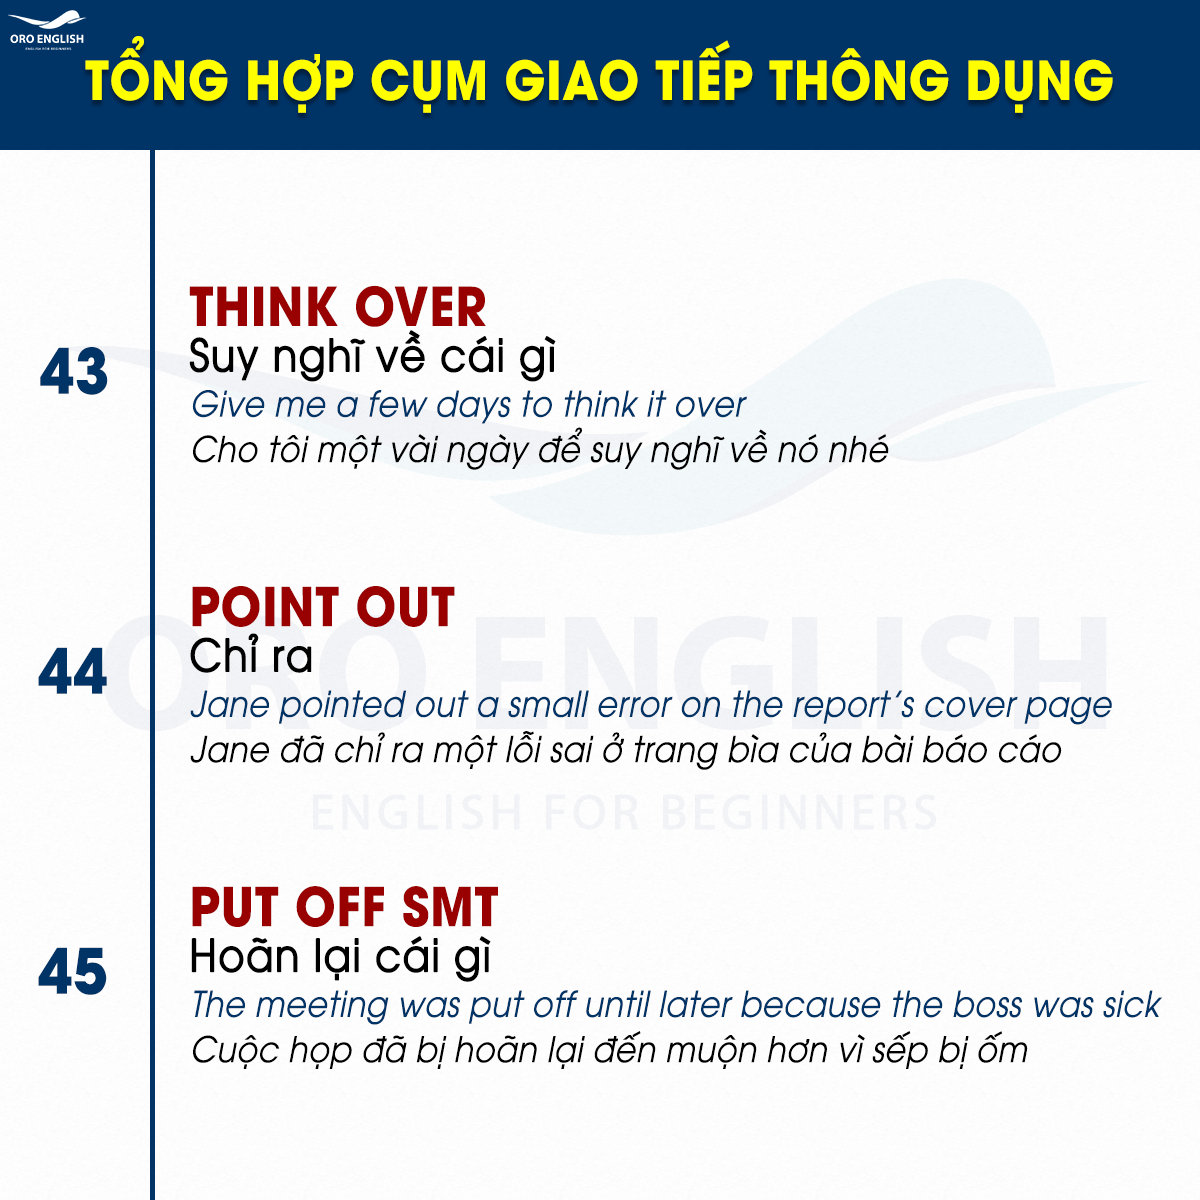 ORO ENGLISH
ENGLISH FOR BEGINNERS
TỔNG HỢP CỤM GIAO TIẾP THÔNG DỤNG
43
THINK OVER
Suy nghĩ về cái gì
Give me a few days to think it over
Cho tôi một vài ngày để suy nghĩ về nó nhé
44
POINT OUT
Chỉ ra
Jane pointed out a small error on the report’s cover page
Jane đã chỉ ra một lỗi sai ở trang bìa của bài báo cáo
ORO ENGLISH
ENGLISH FOR BEGINNERS
45
PUT OFF SMT
Hoãn lại cái gì
The meeting was put off until later because the boss was sick
Cuộc họp đã bị hoãn lại đến muộn hơn vì sếp bị ốm